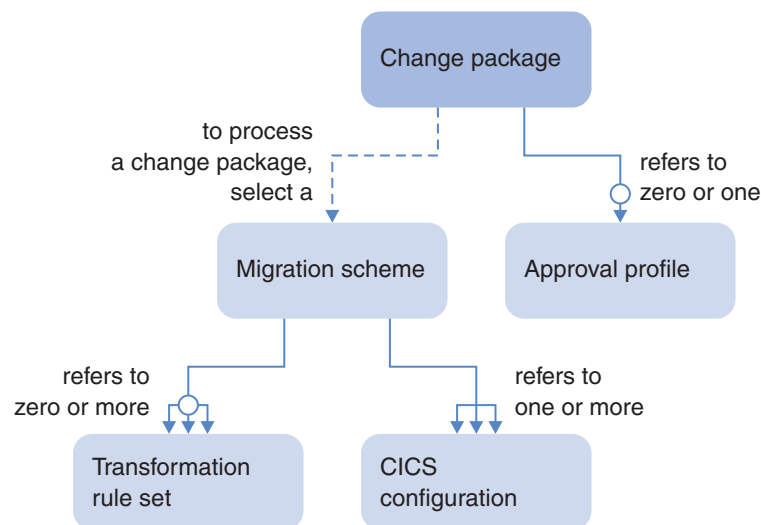 Change package
to process
a change package,
select a
refers to
zero or one
Migration scheme
Approval profile
refers to
zero or more
refers to
one or more
Transformation
rule set
CICS
configuration